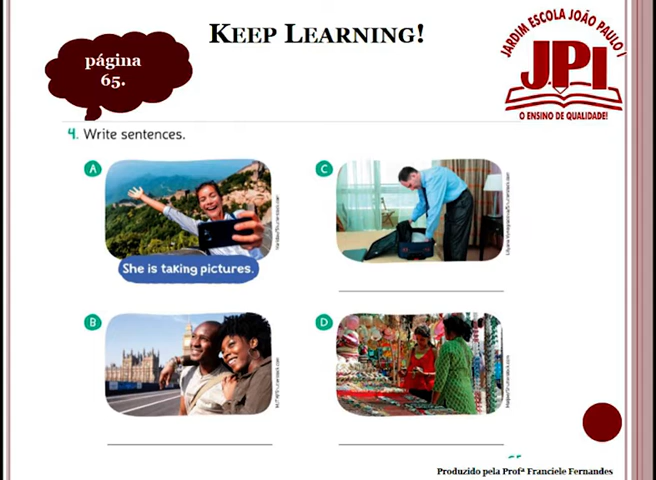 KEEP LEARNING!
página
65.
JARDIM ESCOLA JOÃO PAULO I
JPI
O ENSINO DE QUALIDADE!
4. Write sentences.
A
She is taking pictures.
C
B
D
Produzido pela Profª Franciele Fernandes